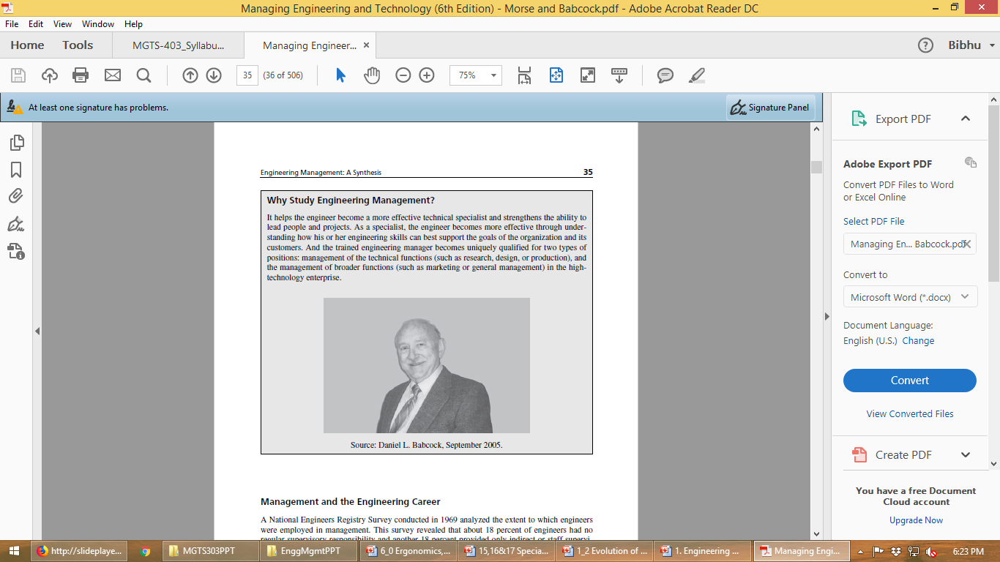 Managing Engineering and Technology (6th Edition) - Morse and Babcock.pdf - Adobe Acrobat Reader DC
File Edit View Window Help
Home Tools MGTS-403_Syllabu... Managing Engineer... × Bibhu
35 (36 of 506) 75%
At least one signature has problems. Signature Panel
Engineering Management: A Synthesis 35
Why Study Engineering Management?
It helps the engineer become a more effective technical specialist and strengthens the ability to
lead people and projects. As a specialist, the engineer becomes more effective through under-
standing how his or her engineering skills can best support the goals of the organization and its
customers. And the trained engineering manager becomes uniquely qualified for two types of
positions: management of the technical functions (such as research, design, or production), and
the management of broader functions (such as marketing or general management) in the high-
technology enterprise.
Source: Daniel L. Babcock, September 2005.
Management and the Engineering Career
A National Engineers Registry Survey conducted in 1969 analyzed the extent to which engineers
were employed in management. This survey revealed that about 18 percent of engineers had no
regular supervisory responsibility and another 18 percent provided only indirect or staff supervi-
Export PDF
Adobe Export PDF
Convert PDF Files to Word
or Excel Online
Select PDF File
Managing En... Babcock.pdf
Convert to
Microsoft Word (*.docx)
Document Language:
English (U.S.) Change
Convert
View Converted Files
Create PDF
You have a free Document
Cloud account
Upgrade Now
http://slideplaye... MGTS303PPT EnggMgmtPPT 6_0 Ergonomics,... 15,16&17 Specia... 1_2 Evolution of ... 1. Engineering ... Managing Engi... 6:23 PM